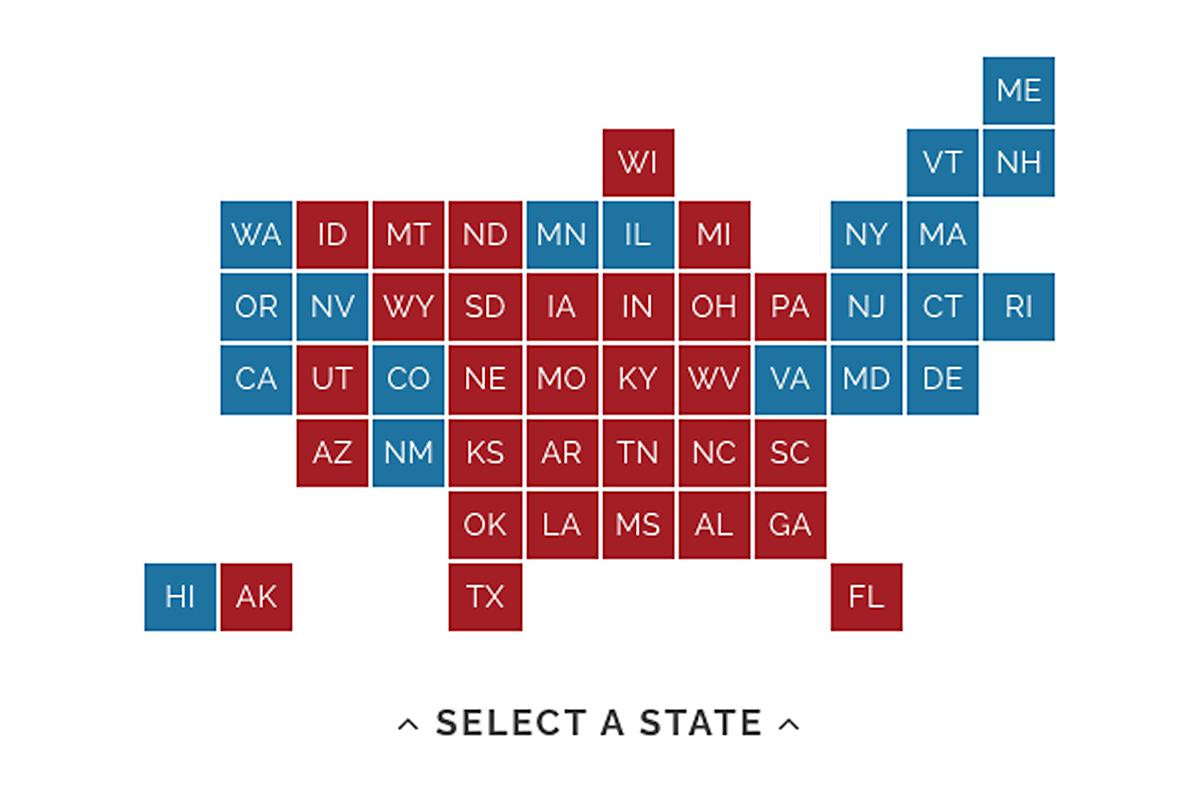 ME
WI VT NH
WA ID MT ND MN IL MI NY MA
OR NV WY SD IA IN OH PA NJ CT RI
CA UT CO NE MO KY WV VA MD DE
AZ NM KS AR TN NC SC
OK LA MS AL GA
HI AK TX FL
^ SELECT A STATE ^